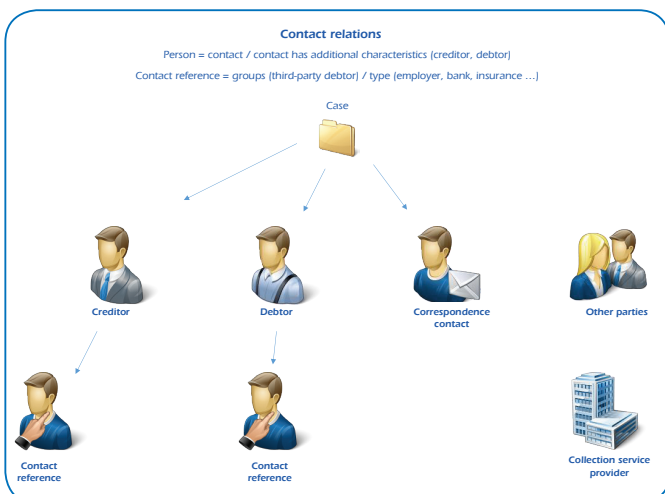 Contact relations
Person = contact / contact has additional characteristics (creditor, debtor)
Contact reference = groups (third-party debtor) / type (employer, bank, insurance ...)
Case
Creditor
Debtor
Correspondence
contact
Other parties
Contact
reference
Contact
reference
Collection service
provider